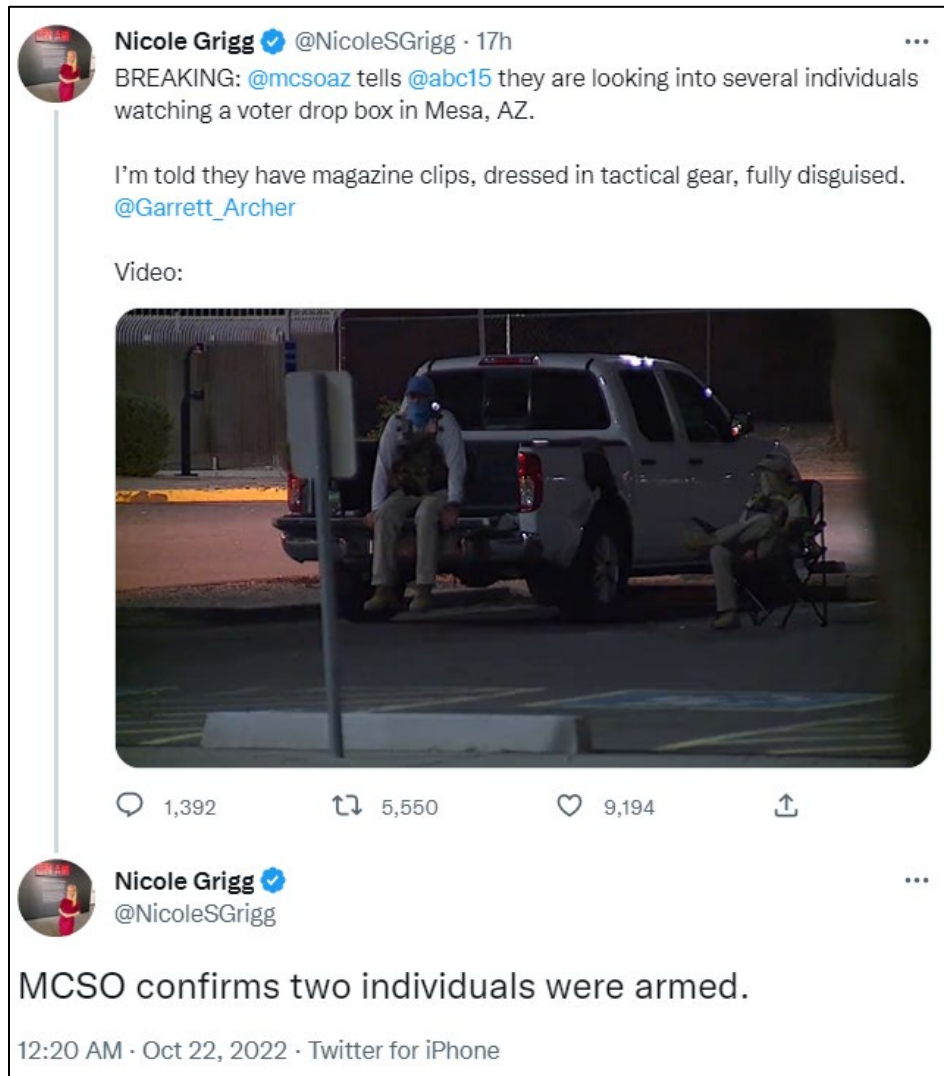 Nicole Grigg @NicoleSGrigg · 17h
BREAKING: @mcsoaz tells @abc15 they are looking into several individuals
watching a voter drop box in Mesa, AZ.
I’m told they have magazine clips, dressed in tactical gear, fully disguised.
@Garrett_Archer
Video:
1,392 5,550 9,194
Nicole Grigg
@NicoleSGrigg
MCSO confirms two individuals were armed.
12:20 AM · Oct 22, 2022 · Twitter for iPhone